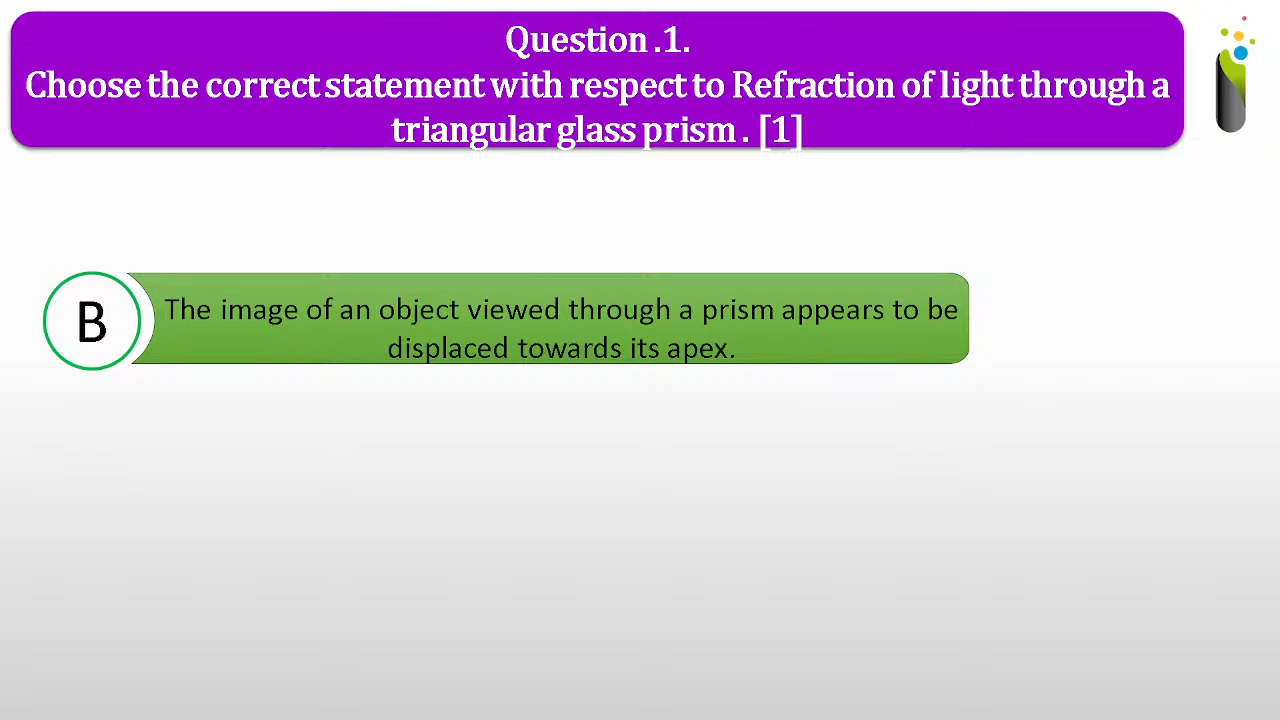 Question .1.
Choose the correct statement with respect to Refraction of light through a
triangular glass prism . [1]
B
The image of an object viewed through a prism appears to be
displaced towards its apex.